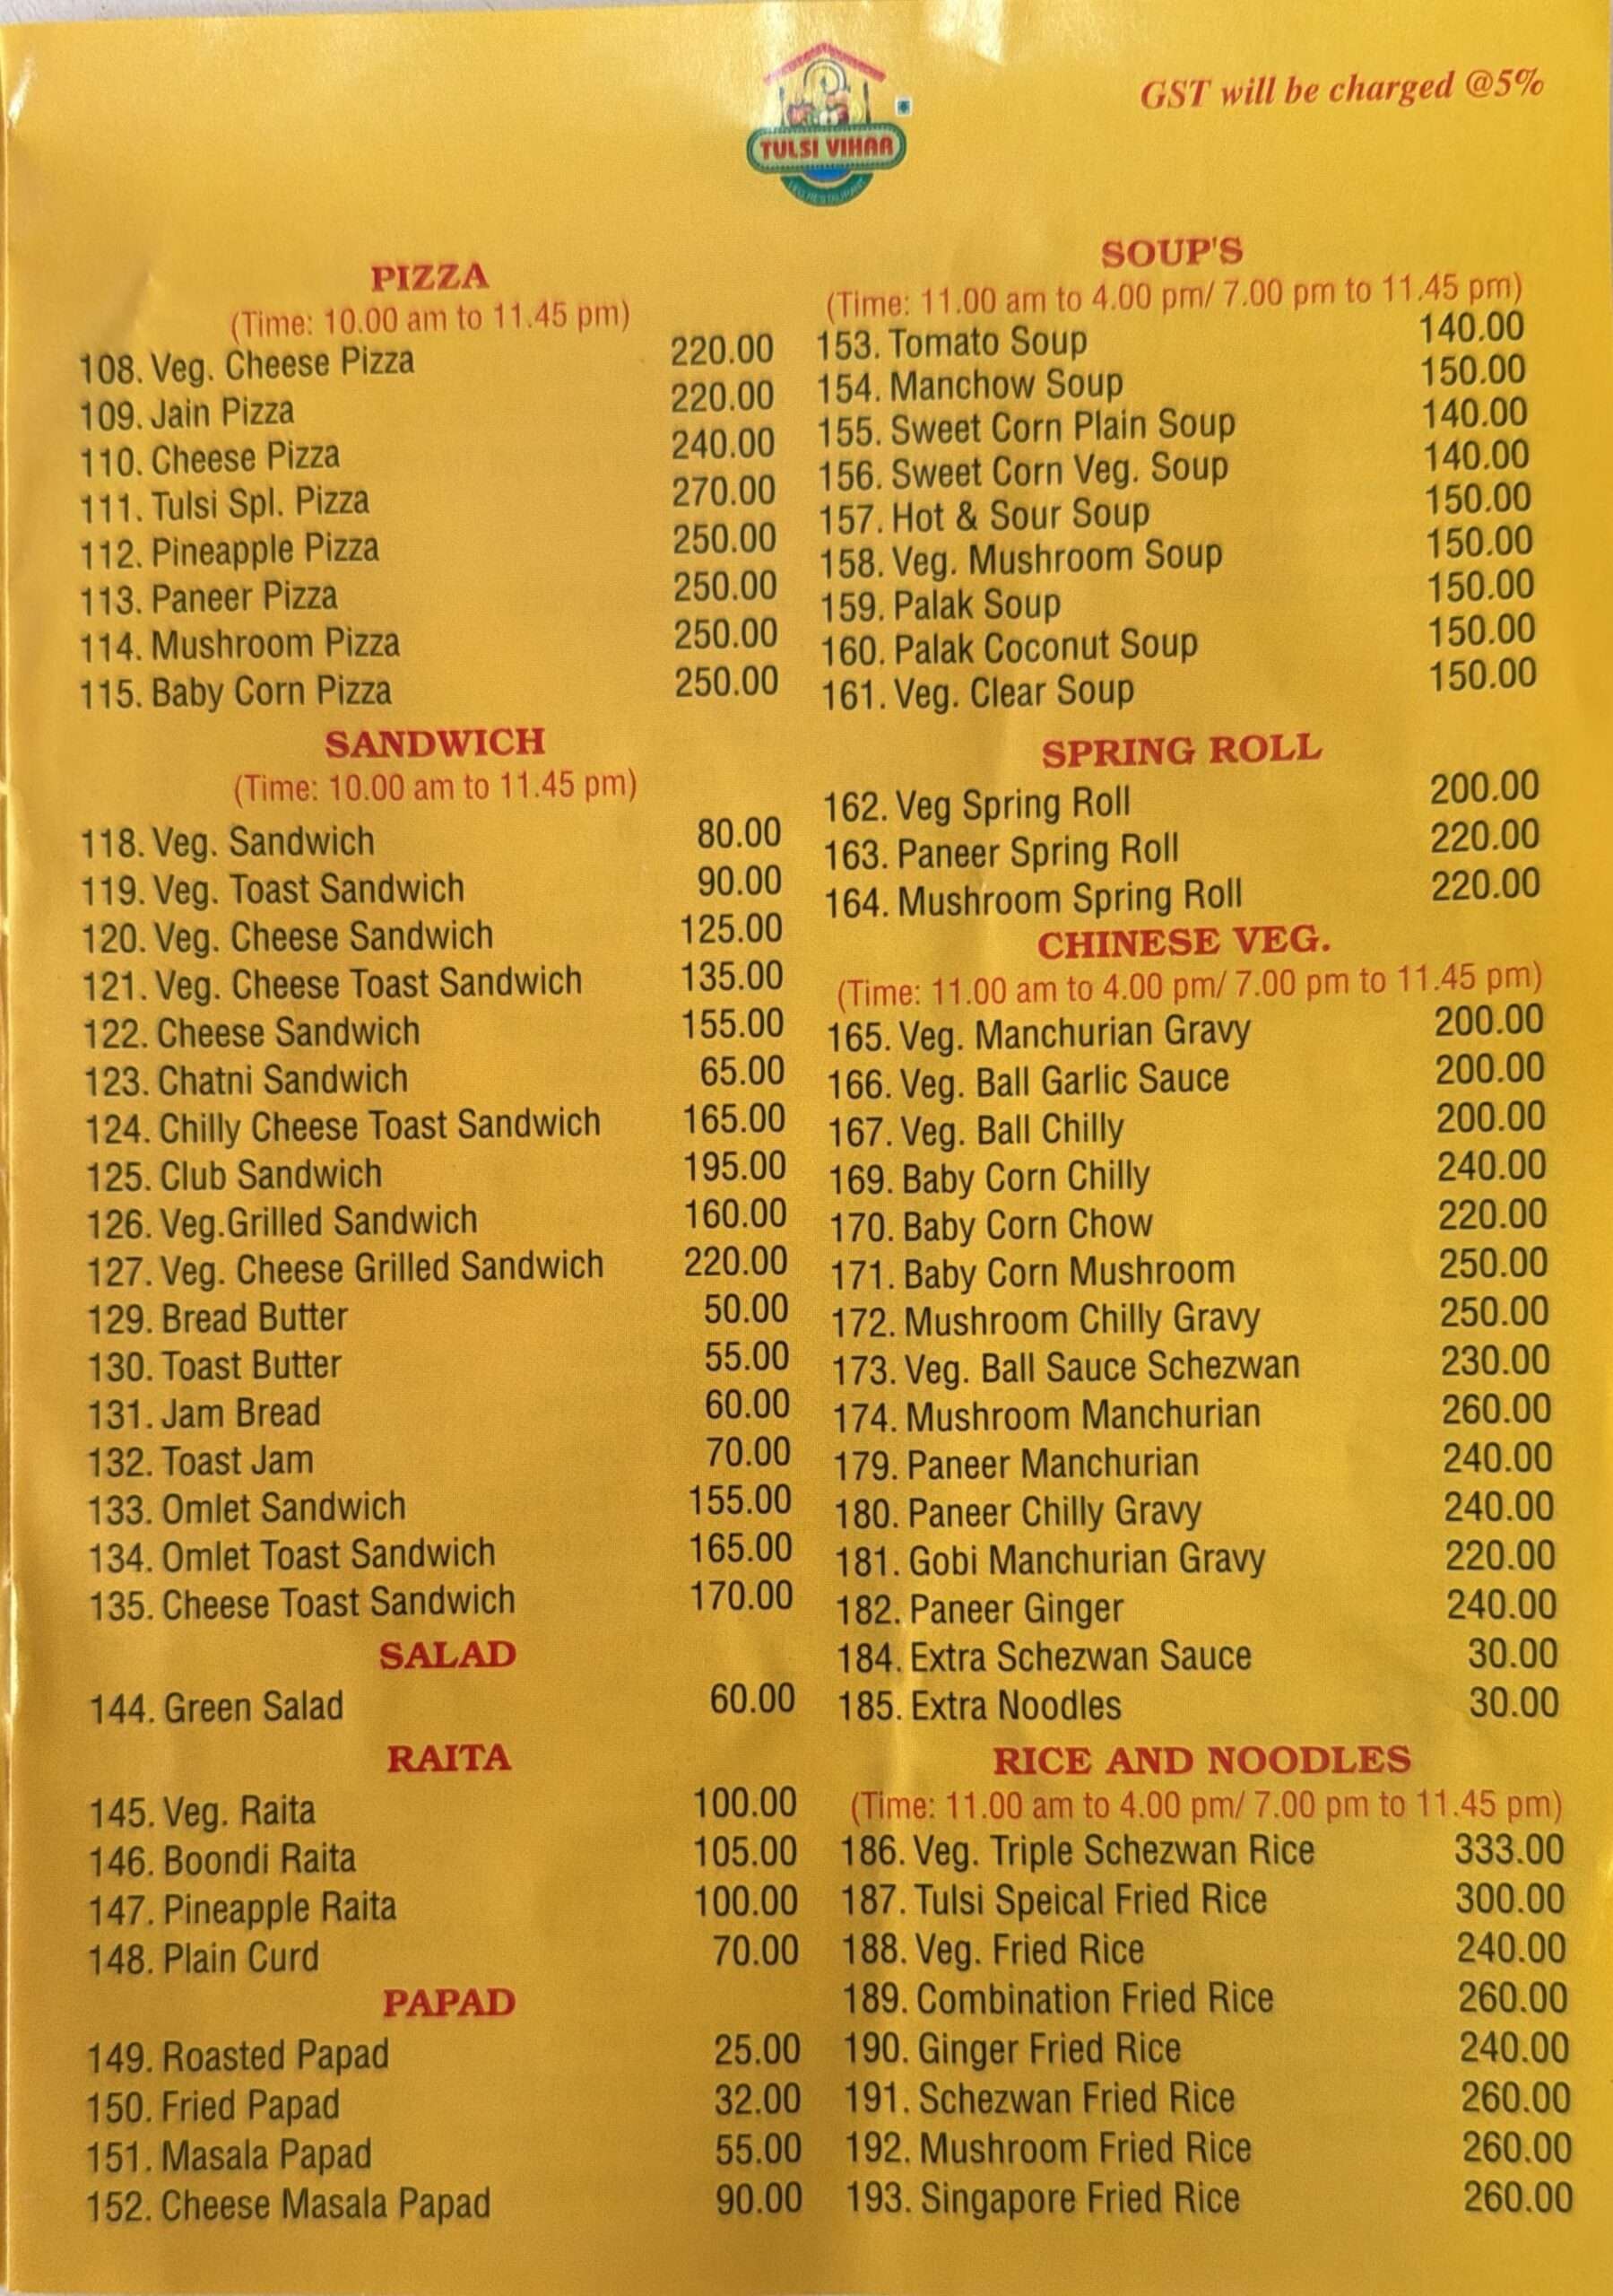 TULSI VIHAR
VEG RESTAURANT
GST will be charged @5%
PIZZA
(Time: 10.00 am to 11.45 pm)
108. Veg. Cheese Pizza 220.00
109. Jain Pizza 220.00
110. Cheese Pizza 240.00
111. Tulsi Spl. Pizza 270.00
112. Pineapple Pizza 250.00
113. Paneer Pizza 250.00
114. Mushroom Pizza 250.00
115. Baby Corn Pizza 250.00
SANDWICH
(Time: 10.00 am to 11.45 pm)
118. Veg. Sandwich 80.00
119. Veg. Toast Sandwich 90.00
120. Veg. Cheese Sandwich 125.00
121. Veg. Cheese Toast Sandwich 135.00
122. Cheese Sandwich 155.00
123. Chatni Sandwich 65.00
124. Chilly Cheese Toast Sandwich 165.00
125. Club Sandwich 195.00
126. Veg.Grilled Sandwich 160.00
127. Veg. Cheese Grilled Sandwich 220.00
129. Bread Butter 50.00
130. Toast Butter 55.00
131. Jam Bread 60.00
132. Toast Jam 70.00
133. Omlet Sandwich 155.00
134. Omlet Toast Sandwich 165.00
135. Cheese Toast Sandwich 170.00
SALAD
144. Green Salad 60.00
RAITA
145. Veg. Raita 100.00
146. Boondi Raita 105.00
147. Pineapple Raita 100.00
148. Plain Curd 70.00
PAPAD
149. Roasted Papad 25.00
150. Fried Papad 32.00
151. Masala Papad 55.00
152. Cheese Masala Papad 90.00
SOUP'S
(Time: 11.00 am to 4.00 pm/ 7.00 pm to 11.45 pm)
153. Tomato Soup 140.00
154. Manchow Soup 150.00
155. Sweet Corn Plain Soup 140.00
156. Sweet Corn Veg. Soup 140.00
157. Hot & Sour Soup 150.00
158. Veg. Mushroom Soup 150.00
159. Palak Soup 150.00
160. Palak Coconut Soup 150.00
161. Veg. Clear Soup 150.00
SPRING ROLL
162. Veg Spring Roll 200.00
163. Paneer Spring Roll 220.00
164. Mushroom Spring Roll 220.00
CHINESE VEG.
(Time: 11.00 am to 4.00 pm/ 7.00 pm to 11.45 pm)
165. Veg. Manchurian Gravy 200.00
166. Veg. Ball Garlic Sauce 200.00
167. Veg. Ball Chilly 200.00
169. Baby Corn Chilly 240.00
170. Baby Corn Chow 220.00
171. Baby Corn Mushroom 250.00
172. Mushroom Chilly Gravy 250.00
173. Veg. Ball Sauce Schezwan 230.00
174. Mushroom Manchurian 260.00
179. Paneer Manchurian 240.00
180. Paneer Chilly Gravy 240.00
181. Gobi Manchurian Gravy 220.00
182. Paneer Ginger 240.00
184. Extra Schezwan Sauce 30.00
185. Extra Noodles 30.00
RICE AND NOODLES
(Time: 11.00 am to 4.00 pm/ 7.00 pm to 11.45 pm)
186. Veg. Triple Schezwan Rice 333.00
187. Tulsi Speical Fried Rice 300.00
188. Veg. Fried Rice 240.00
189. Combination Fried Rice 260.00
190. Ginger Fried Rice 240.00
191. Schezwan Fried Rice 260.00
192. Mushroom Fried Rice 260.00
193. Singapore Fried Rice 260.00